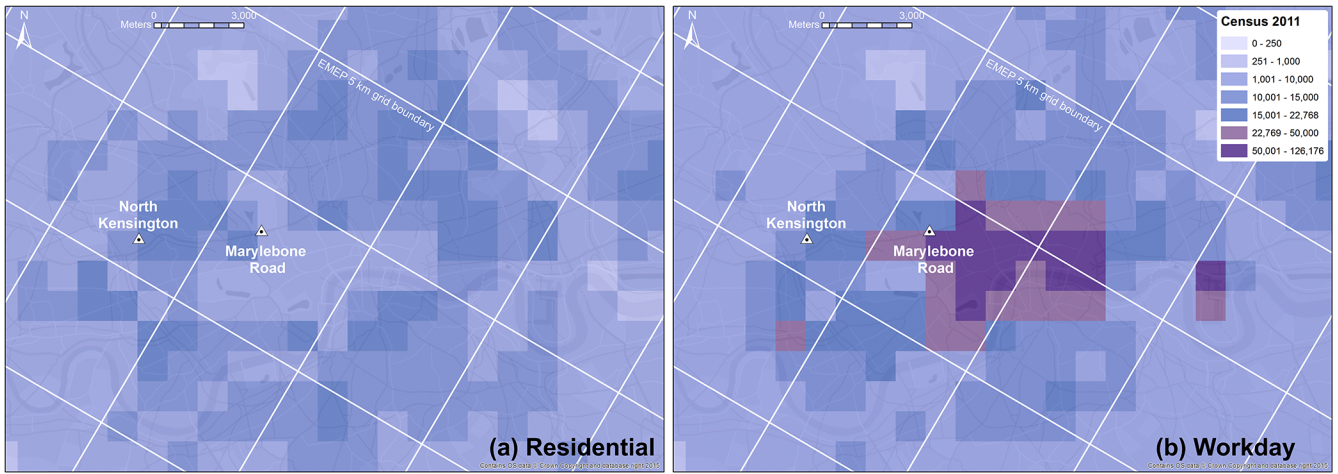 N
0 3,000
Meters
EMEP 5 km grid boundary
North
Kensington
Marylebone
Road
(a) Residential
Contains OS data © Crown Copyright and database right 2015
N
0 3,000
Meters
EMEP 5 km grid boundary
North
Kensington
Marylebone
Road
(b) Workday
Contains OS data © Crown Copyright and database right 2015
Census 2011
0 - 250
251 - 1,000
1,001 - 10,000
10,001 - 15,000
15,001 - 22,768
22,769 - 50,000
50,001 - 126,176